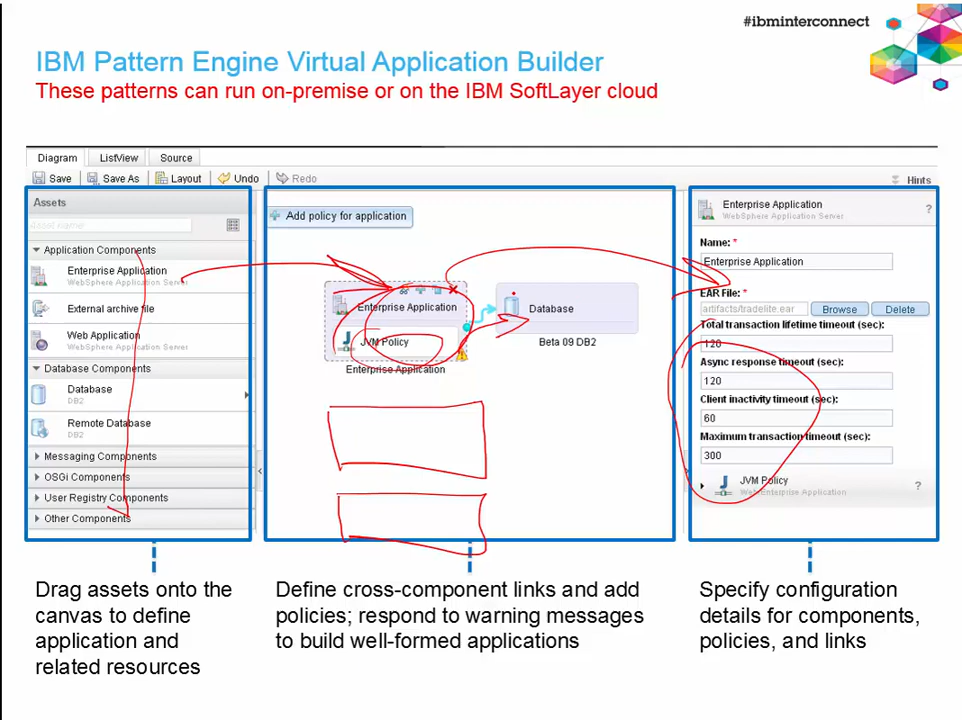 #ibminterconnect
IBM Pattern Engine Virtual Application Builder
These patterns can run on-premise or on the IBM SoftLayer cloud
Diagram ListView Source
Save Save As Layout Undo Redo Hints
Assets
Asset name
Application Components
Enterprise Application
WebSphere Application Server
External archive file
Web Application
WebSphere Application Server
Database Components
Database
DB2
Remote Database
DB2
Messaging Components
OSGi Components
User Registry Components
Other Components
Add policy for application
Enterprise Application
JVM Policy
Enterprise Application
Database
Beta 09 DB2
Enterprise Application
WebSphere Application Server
?
Name: *
Enterprise Application
EAR File: *
artifacts/tradelite.ear Browse Delete
Total transaction lifetime timeout (sec):
120
Async response timeout (sec):
120
Client inactivity timeout (sec):
60
Maximum transaction timeout (sec):
300
JVM Policy
Web/Enterprise Application
?
Drag assets onto the
canvas to define
application and
related resources
Define cross-component links and add
policies; respond to warning messages
to build well-formed applications
Specify configuration
details for components,
policies, and links